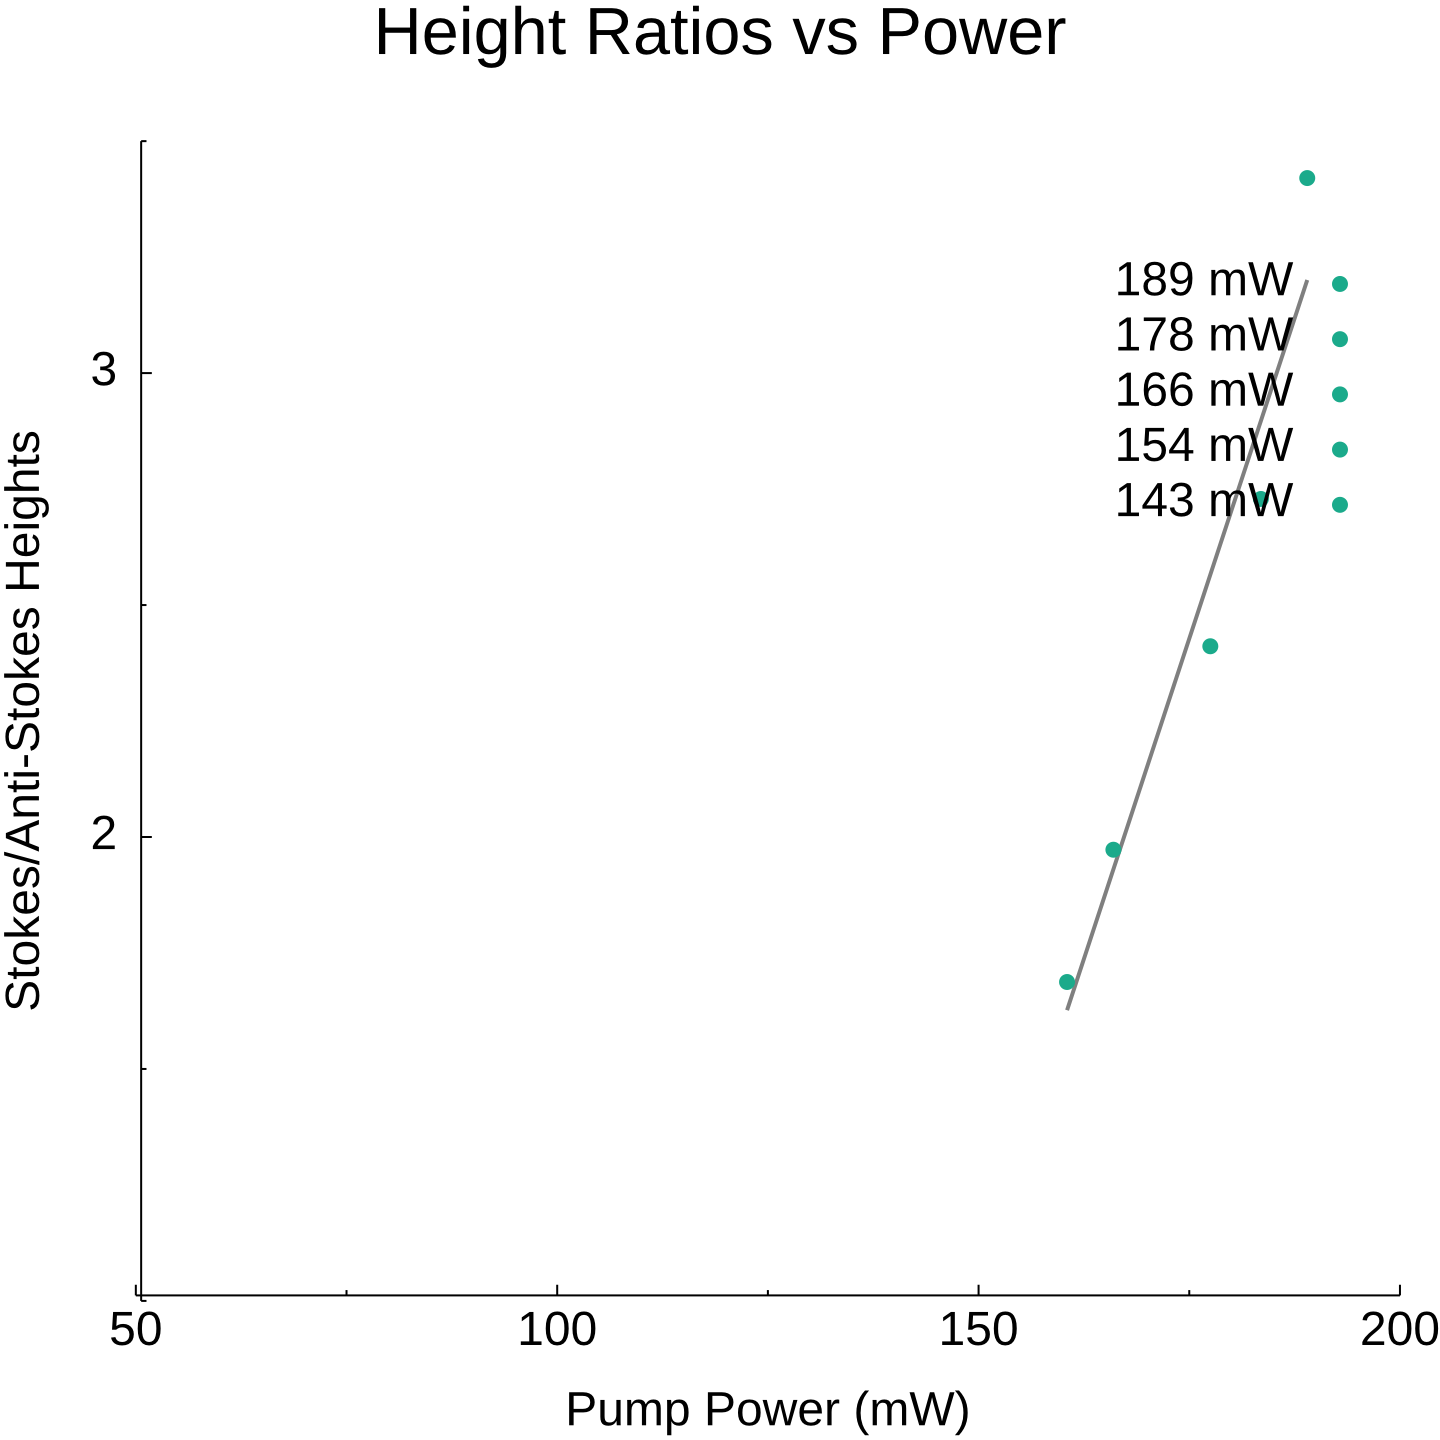 Height Ratios vs Power
189 mW
178 mW
166 mW
154 mW
143 mW
3
2
Stokes/Anti-Stokes Heights
50 100 150 200
Pump Power (mW)